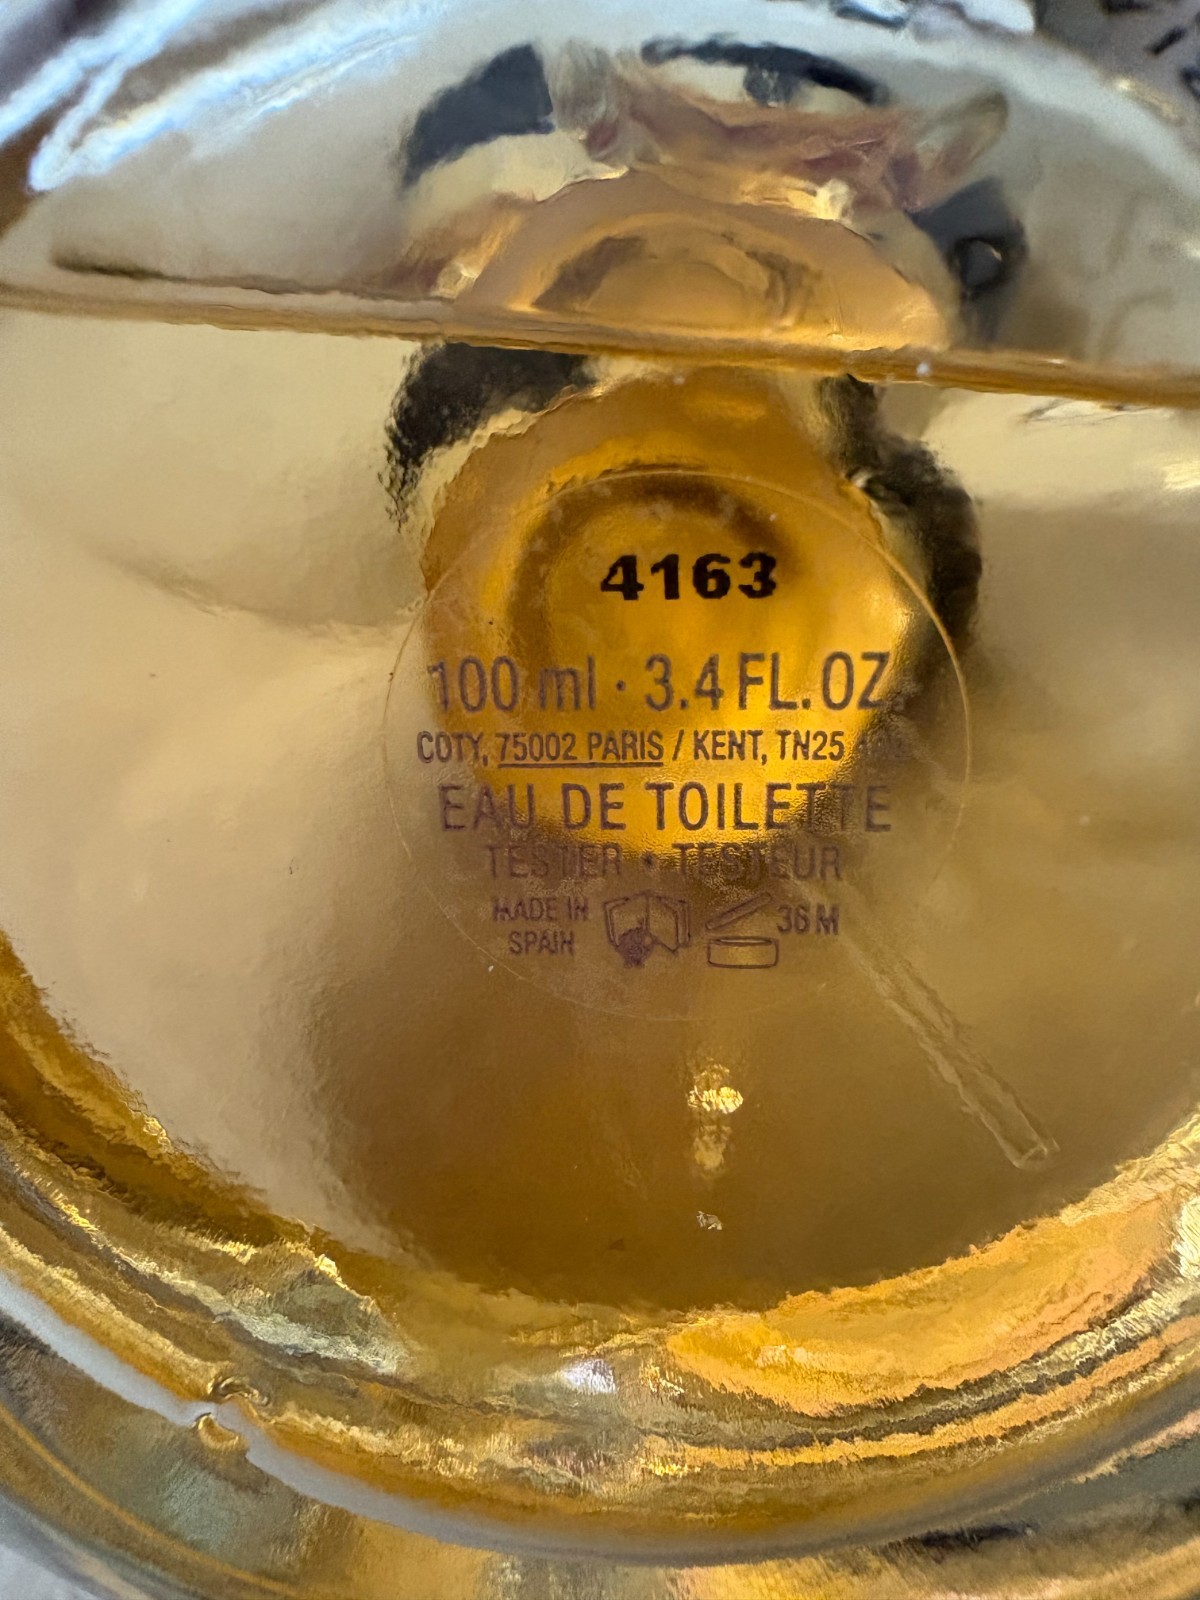 4163
100 ml · 3.4 FL.OZ.
COTY, 75002 PARIS / KENT, TN25
EAU DE TOILETTE
TESTER • TESTEUR
MADE IN
SPAIN
36 M